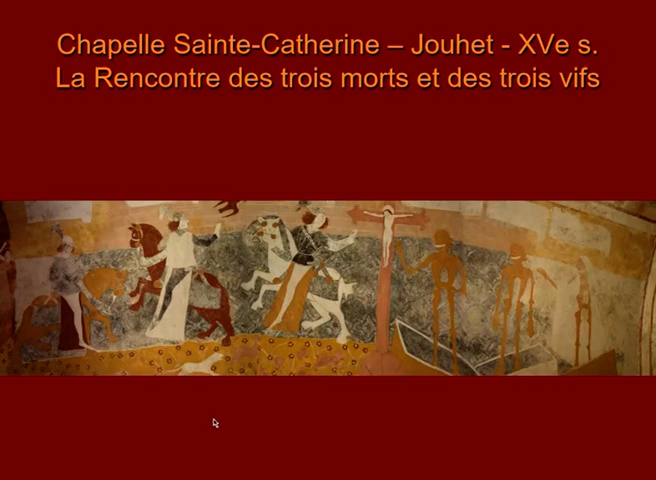 Chapelle Sainte-Catherine – Jouhet - XVe s.
La Rencontre des trois morts et des trois vifs